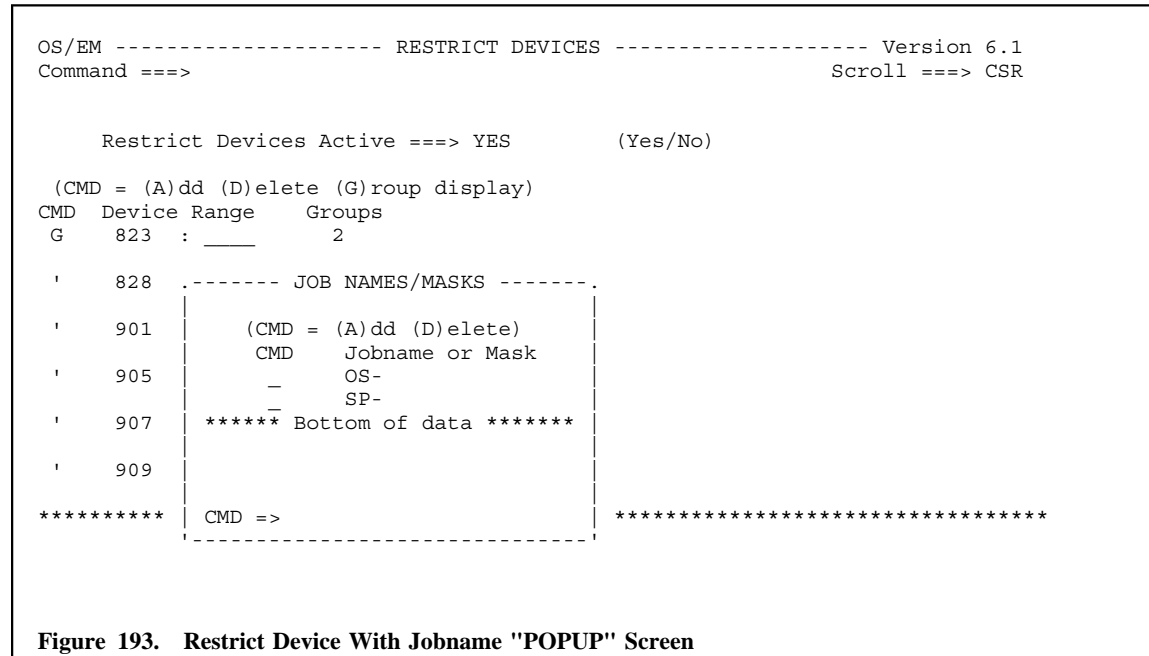 OS/EM --------------------- RESTRICT DEVICES -------------------- Version 6.1
Command ===>                                                  Scroll ===> CSR
     Restrict Devices Active ===> YES        (Yes/No)
 (CMD = (A)dd (D)elete (G)roup display)
CMD  Device Range    Groups
 G    823  : ____      2
 '    828  .------- JOB NAMES/MASKS -------.
           |                               |
 '    901  |    (CMD = (A)dd (D)elete)     |
           |     CMD    Jobname or Mask    |
 '    905  |      _     OS-                |
           |      _     SP-                |
 '    907  | ****** Bottom of data ******* |
           |                               |
 '    909  |                               |
           |                               |
********** | CMD =>                        | **********************************
           '-------------------------------'
Figure 193. Restrict Device With Jobname "POPUP" Screen